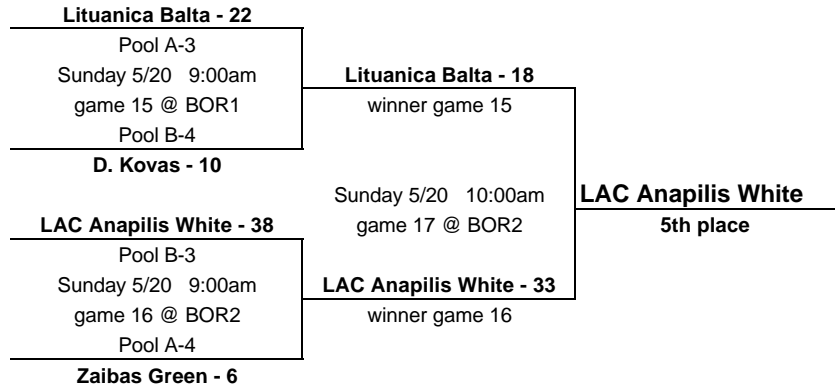 Lituanica Balta - 22
Pool A-3
Sunday 5/20 9:00am
game 15 @ BOR1
Pool B-4
D. Kovas - 10
LAC Anapilis White - 38
Pool B-3
Sunday 5/20 9:00am
game 16 @ BOR2
Pool A-4
Zaibas Green - 6
Lituanica Balta - 18
winner game 15
Sunday 5/20 10:00am
game 17 @ BOR2
LAC Anapilis White - 33
winner game 16
LAC Anapilis White
5th place